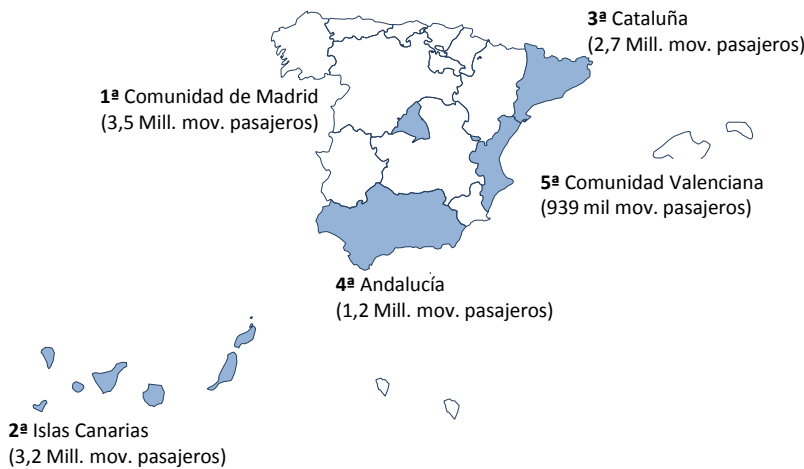 3ª Cataluña
(2,7 Mill. mov. pasajeros)
1ª Comunidad de Madrid
(3,5 Mill. mov. pasajeros)
5ª Comunidad Valenciana
(939 mil mov. pasajeros)
4ª Andalucía
(1,2 Mill. mov. pasajeros)
2ª Islas Canarias
(3,2 Mill. mov. pasajeros)